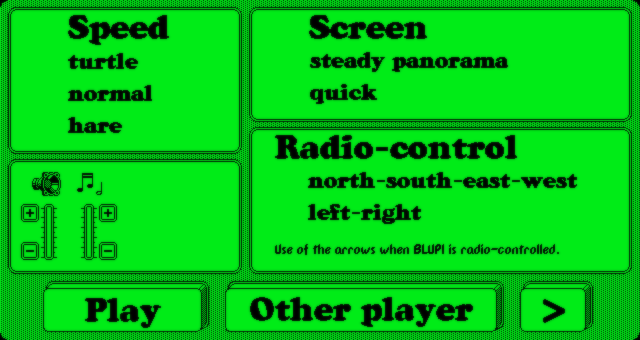 Speed
turtle
normal
hare
Screen
steady panorama
quick
Radio-control
north-south-east-west
left-right
Use of the arrows when BLUPI is radio-controlled.
+ +
- -
Play
Other player
>